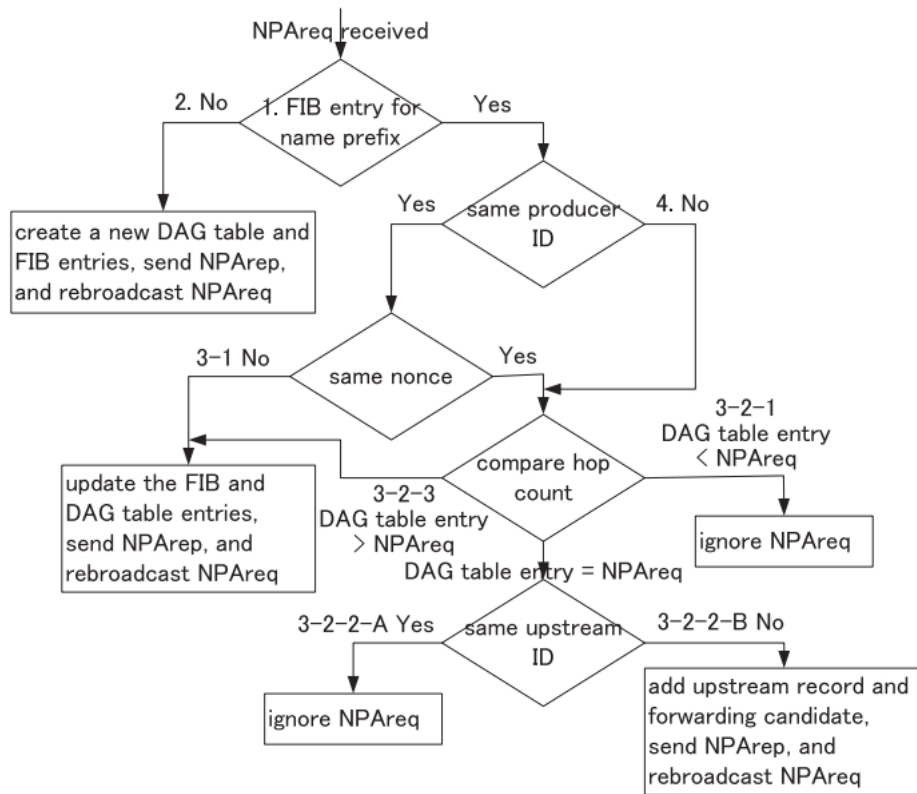 NPAreq received
2. No
1. FIB entry for
name prefix
Yes
Yes
same producer
ID
4. No
create a new DAG table and
FIB entries, send NPArep,
and rebroadcast NPAreq
3-1 No
same nonce
Yes
3-2-1
DAG table entry
< NPAreq
compare hop
count
3-2-3
DAG table entry
> NPAreq
update the FIB and
DAG table entries,
send NPArep, and
rebroadcast NPAreq
ignore NPAreq
DAG table entry = NPAreq
3-2-2-A Yes
same upstream
ID
3-2-2-B No
ignore NPAreq
add upstream record and
forwarding candidate,
send NPArep, and
rebroadcast NPAreq